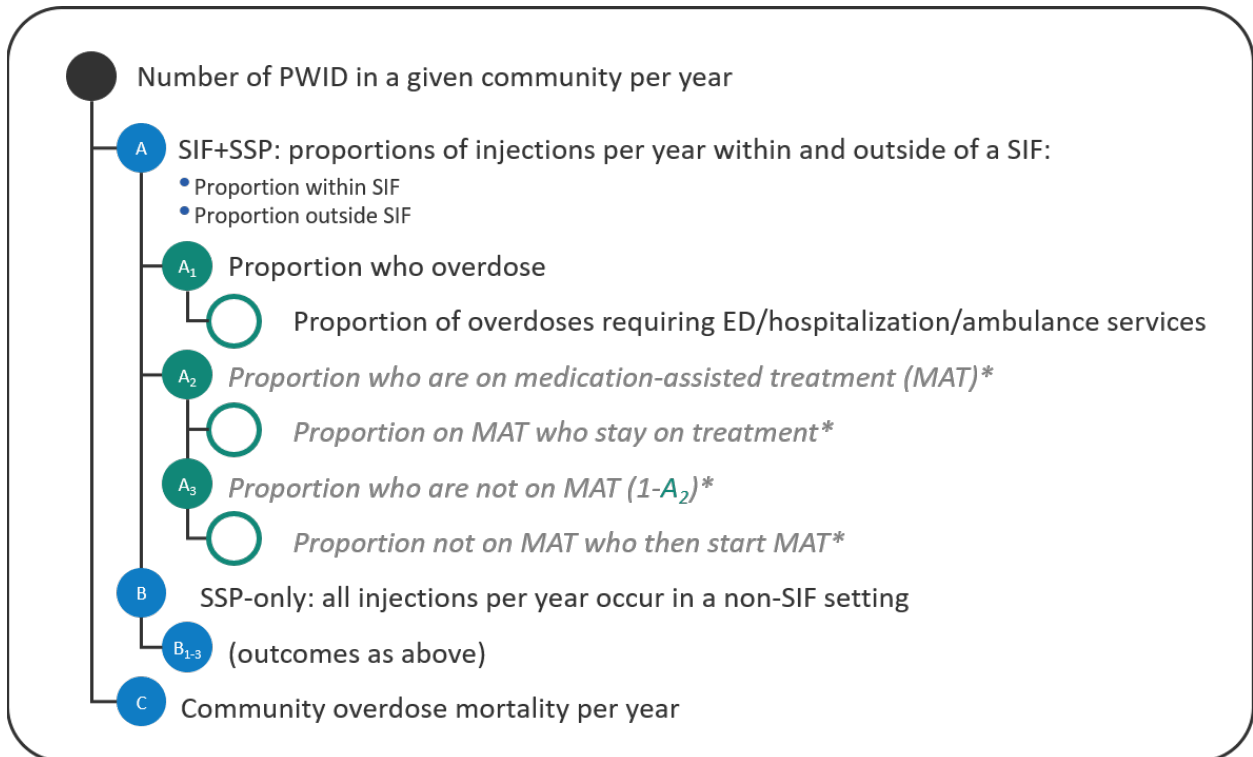 Number of PWID in a given community per year
A SIF+SSP: proportions of injections per year within and outside of a SIF:
• Proportion within SIF
• Proportion outside SIF
A₁ Proportion who overdose
Proportion of overdoses requiring ED/hospitalization/ambulance services
A₂ Proportion who are on medication-assisted treatment (MAT)*
Proportion on MAT who stay on treatment*
A₃ Proportion who are not on MAT (1-A₂)*
Proportion not on MAT who then start MAT*
B SSP-only: all injections per year occur in a non-SIF setting
B₁₋₃ (outcomes as above)
C Community overdose mortality per year